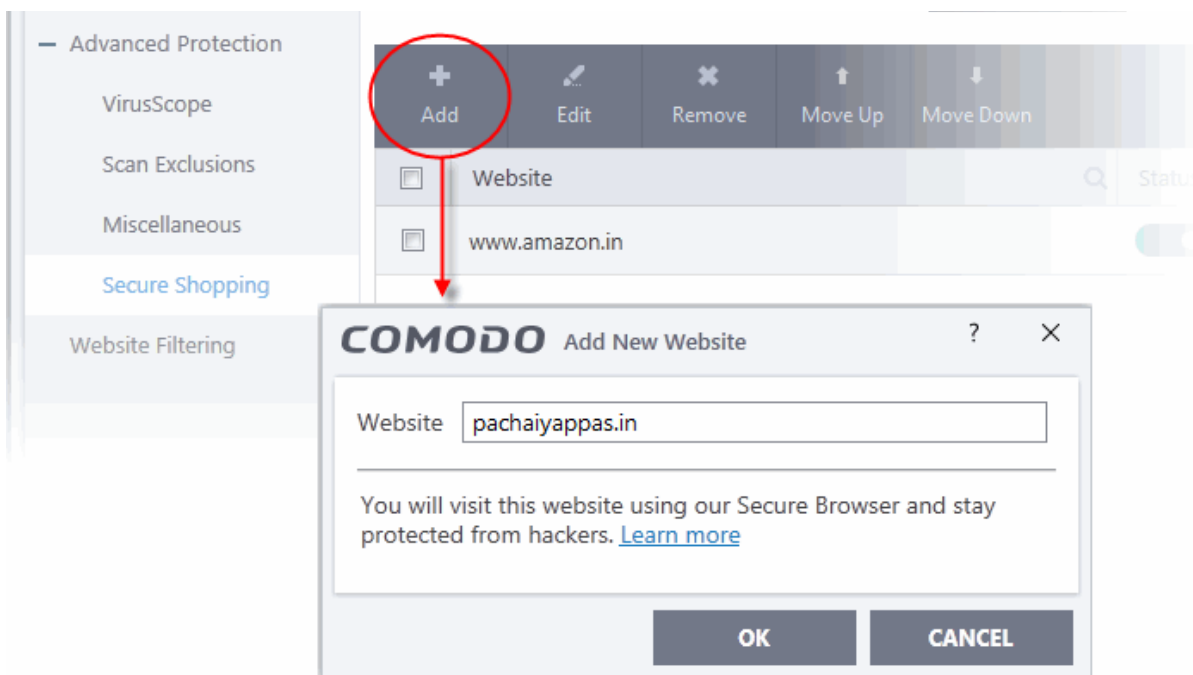 Advanced Protection
VirusScope
Scan Exclusions
Miscellaneous
Secure Shopping
Website Filtering
Add Edit Remove Move Up Move Down
Website Statu
www.amazon.in
COMODO Add New Website ?
Website pachaiyappas.in
You will visit this website using our Secure Browser and stay
protected from hackers. Learn more
OK CANCEL